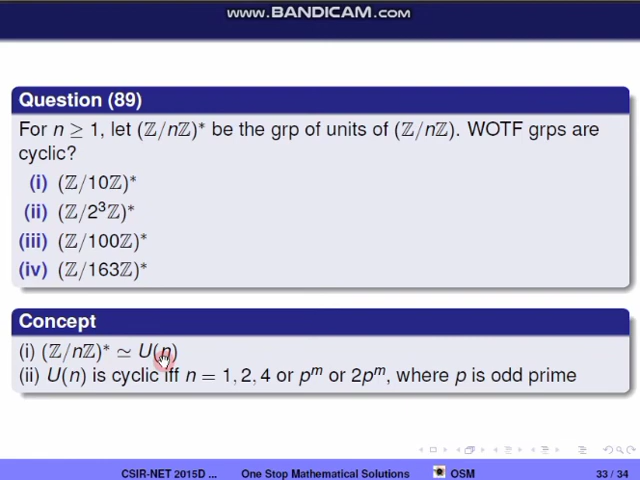 www.BANDICAM.com
Question (89)
For n ≥ 1, let (ℤ/nℤ)* be the grp of units of (ℤ/nℤ). WOTF grps are
cyclic?
(i) (ℤ/10ℤ)*
(ii) (ℤ/2³ℤ)*
(iii) (ℤ/100ℤ)*
(iv) (ℤ/163ℤ)*
Concept
(i) (ℤ/nℤ)* ≃ U(n)
(ii) U(n) is cyclic iff n = 1, 2, 4 or pᵐ or 2pᵐ, where p is odd prime
CSIR-NET 2015D ... One Stop Mathematical Solutions OSM 33 / 34